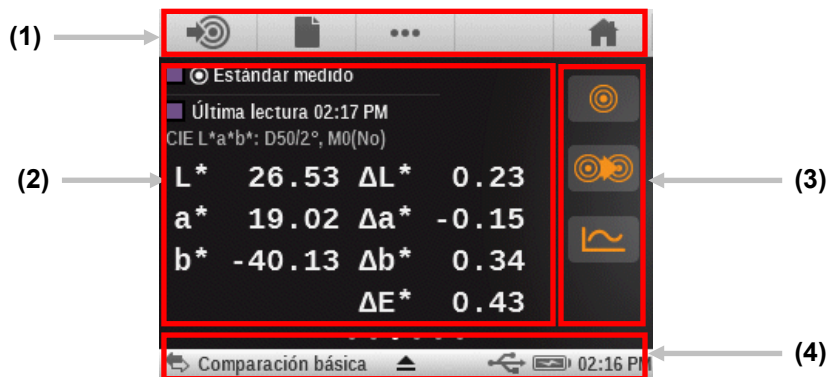 (1)
Estándar medido
Última lectura 02:17 PM
CIE L*a*b*: D50/2°, M0(No)
(2)
(3)
L* 26.53 ΔL* 0.23
a* 19.02 Δa* -0.15
b* -40.13 Δb* 0.34
ΔE* 0.43
(4)
Comparación básica 02:16 PM